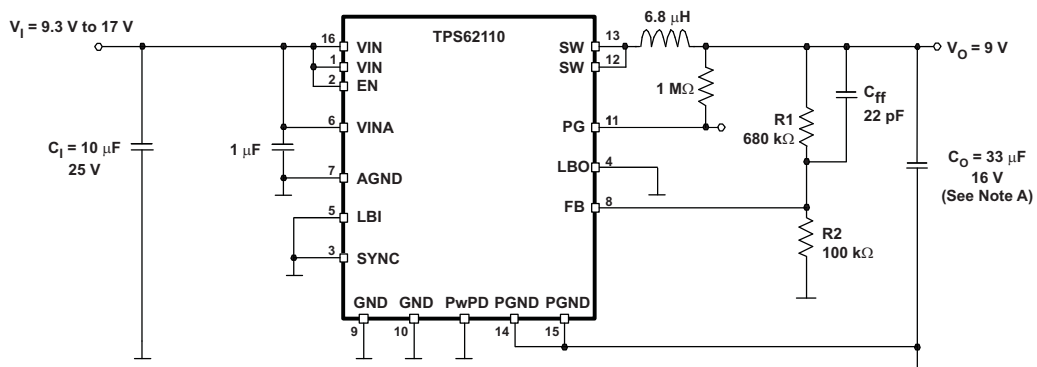 V_I = 9.3 V to 17 V
TPS62110
6.8 μH
V_O = 9 V
16 VIN
1 VIN
2 EN
6 VINA
7 AGND
5 LBI
3 SYNC
SW 13
SW 12
PG 11
LBO 4
FB 8
1 MΩ
R1
680 kΩ
C_ff
22 pF
C_I = 10 μF
25 V
1 μF
C_O = 33 μF
16 V
(See Note A)
R2
100 kΩ
GND GND PwPD PGND PGND
9 10 14 15